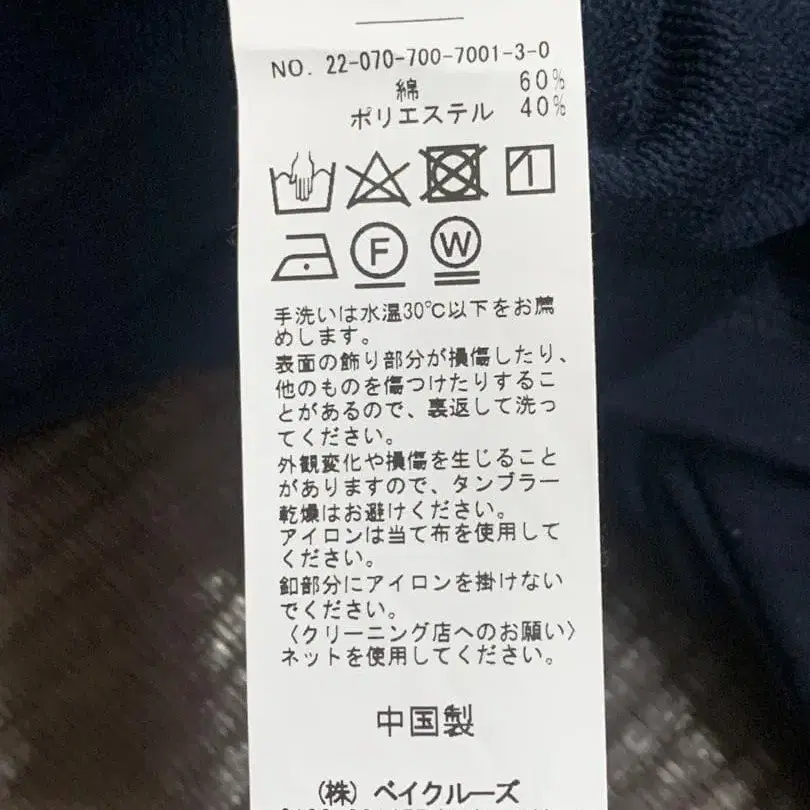 NO. 22-070-700-7001-3-0
綿 60%
ポリエステル 40%
F
W
手洗いは水温30℃以下をお薦
めします。
表面の飾り部分が損傷したり、
他のものを傷つけたりするこ
とがあるので、裏返して洗っ
てください。
外観変化や損傷を生じること
がありますので、タンブラー
乾燥はお避けください。
アイロンは当て布を使用して
ください。
釦部分にアイロンを掛けない
でください。
〈クリーニング店へのお願い〉
ネットを使用してください。
中国製
(株) ベイクルーズ